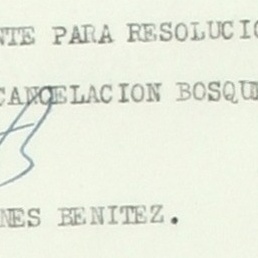 NTE PARA RESOLUCIO
CANCELACION BOSQU
NES BENITEZ.